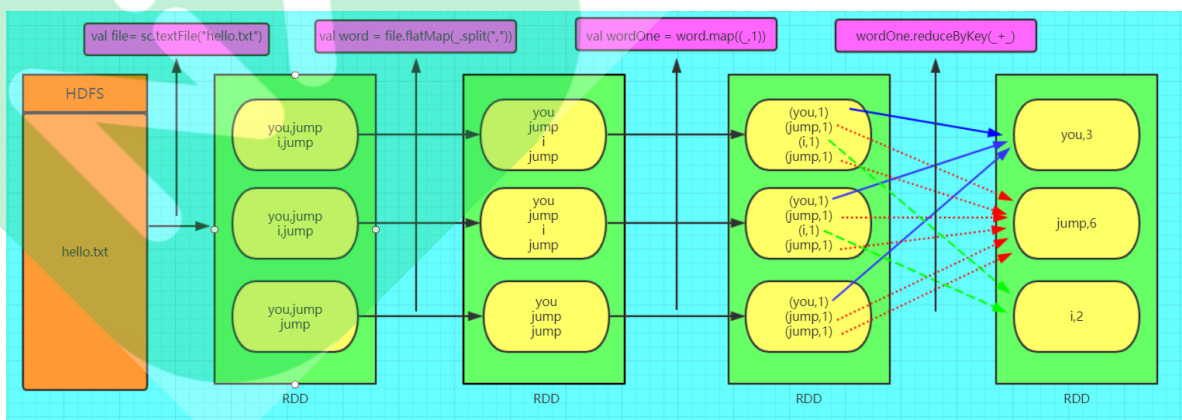 val file= sc.textFile("hello.txt")
val word = file.flatMap(_.split(","))
val wordOne = word.map((_,1))
wordOne.reduceByKey(_+_)
HDFS
hello.txt
you,jump
i,jump
you,jump
i,jump
you,jump
jump
RDD
you
jump
i
jump
you
jump
i
jump
you
jump
jump
RDD
(you,1)
(jump,1)
(i,1)
(jump,1)
(you,1)
(jump,1)
(i,1)
(jump,1)
(you,1)
(jump,1)
(jump,1)
RDD
you,3
jump,6
i,2
RDD